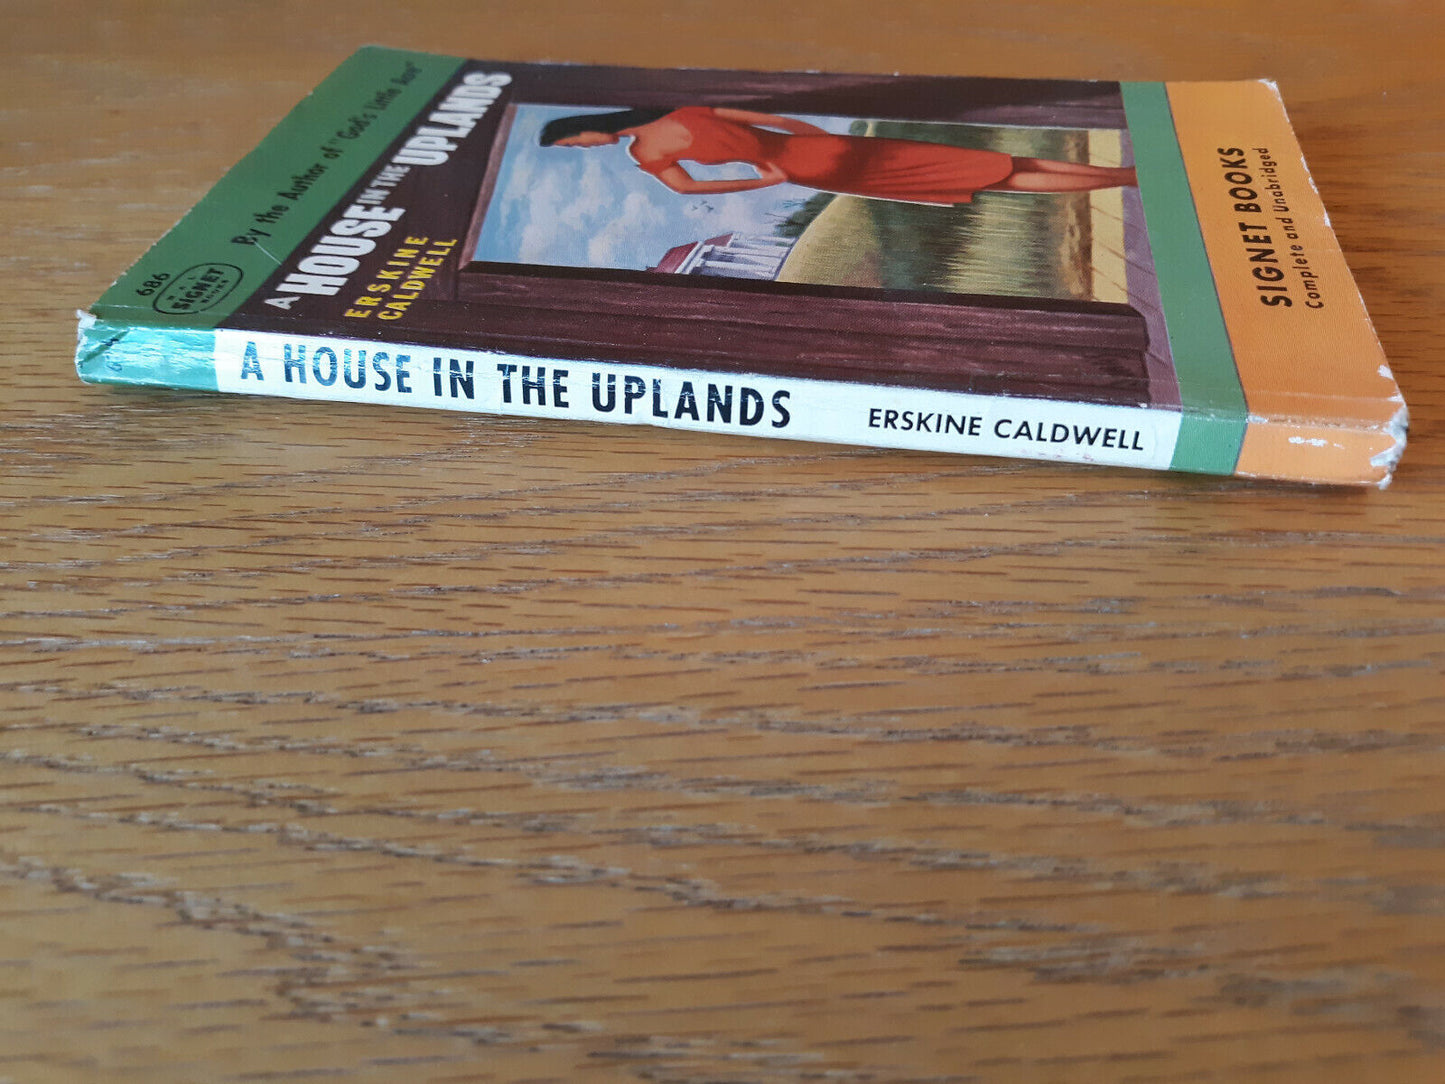 By the Author of "God's Little Acre"
686
SIGNET
BOOKS
A
HOUSE IN THE UPLANDS
ERSKINE
CALDWELL
SIGNET BOOKS
Complete and Unabridged
A HOUSE IN THE UPLANDS ERSKINE CALDWELL